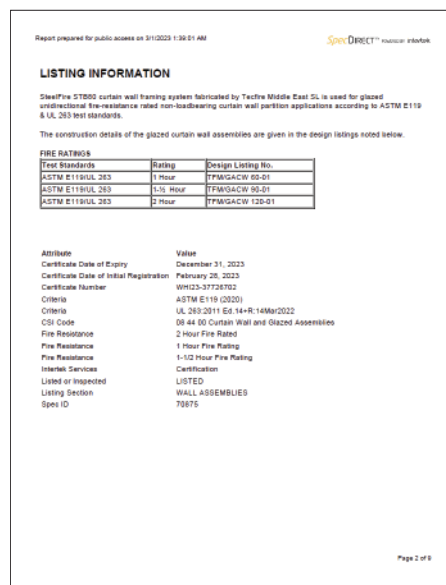 Report prepared for public access on 3/1/2023 1:39:01 AM
SpecDIRECT™ POWERED BY intertek
LISTING INFORMATION
SteelFire STB60 curtain wall framing system fabricated by Tecfire Middle East SL is used for glazed
unidirectional fire-resistance rated non-loadbearing curtain wall partition applications according to ASTM E119
& UL 263 test standards.
The construction details of the glazed curtain wall assemblies are given in the design listings noted below.
FIRE RATINGS
Test Standards Rating Design Listing No.
ASTM E119/UL 263 1 Hour TFM/GACW 60-01
ASTM E119/UL 263 1-½ Hour TFM/GACW 90-01
ASTM E119/UL 263 2 Hour TFM/GACW 120-01
Attribute Value
Certificate Date of Expiry December 31, 2023
Certificate Date of Initial Registration February 28, 2023
Certificate Number WHI23-37726702
Criteria ASTM E119 (2020)
Criteria UL 263:2011 Ed.14+R:14Mar2022
CSI Code 08 44 00 Curtain Wall and Glazed Assemblies
Fire Resistance 2 Hour Fire Rated
Fire Resistance 1 Hour Fire Rating
Fire Resistance 1-1/2 Hour Fire Rating
Intertek Services Certification
Listed or Inspected LISTED
Listing Section WALL ASSEMBLIES
Spec ID 70875
Page 2 of 9